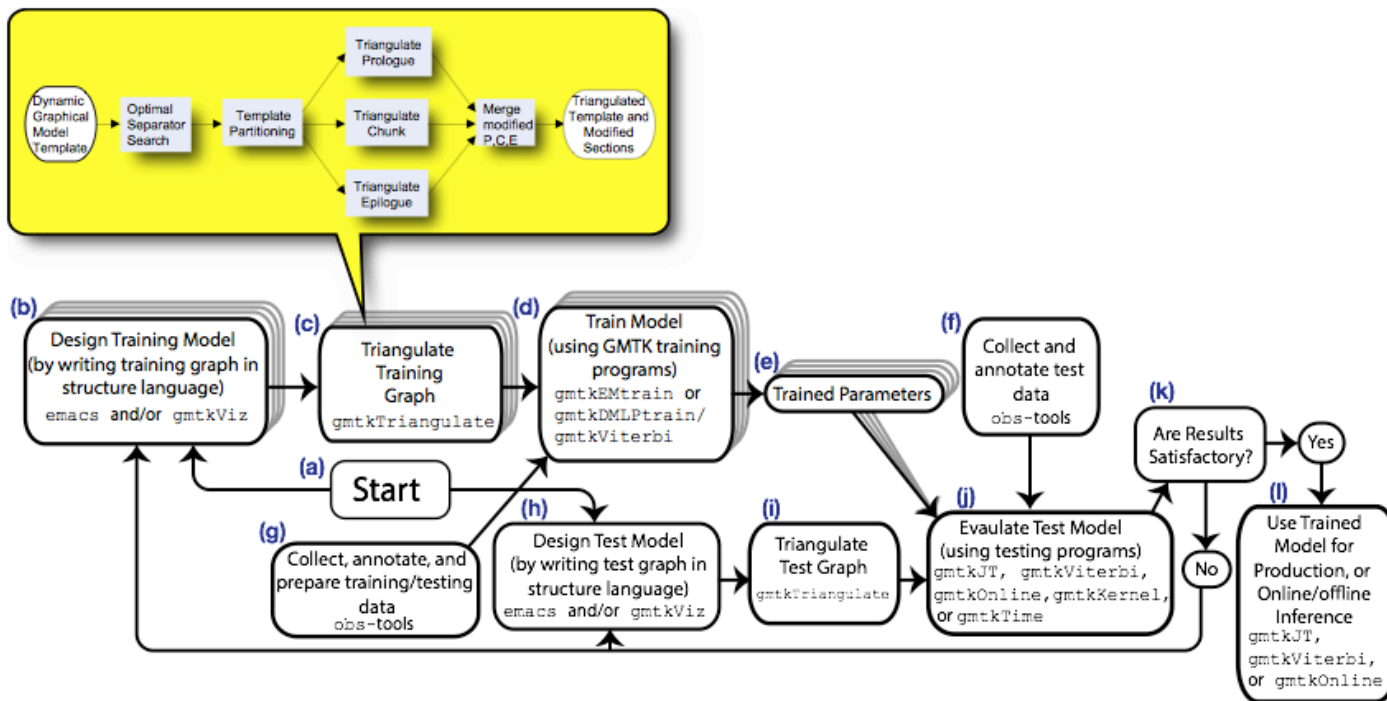 Dynamic
Graphical
Model
Template
Optimal
Separator
Search
Template
Partitioning
Triangulate
Prologue
Triangulate
Chunk
Triangulate
Epilogue
Merge
modified
P,C,E
Triangulated
Template and
Modified
Sections
(b)
Design Training Model
(by writing training graph in
structure language)
emacs and/or gmtkViz
(c)
Triangulate
Training
Graph
gmtkTriangulate
(d)
Train Model
(using GMTK training
programs)
gmtkEMtrain or
gmtkDMLPtrain/
gmtkViterbi
(e)
Trained Parameters
(f)
Collect and
annotate test
data
obs-tools
(k)
Are Results
Satisfactory?
Yes
No
(a)
Start
(g)
Collect, annotate, and
prepare training/testing
data
obs-tools
(h)
Design Test Model
(by writing test graph in
structure language)
emacs and/or gmtkViz
(i)
Triangulate
Test Graph
gmtkTriangulate
(j)
Evaulate Test Model
(using testing programs)
gmtkJT, gmtkViterbi,
gmtkOnline,gmtkKernel,
or gmtkTime
(l)
Use Trained
Model for
Production, or
Online/offline
Inference
gmtkJT,
gmtkViterbi,
or gmtkOnline